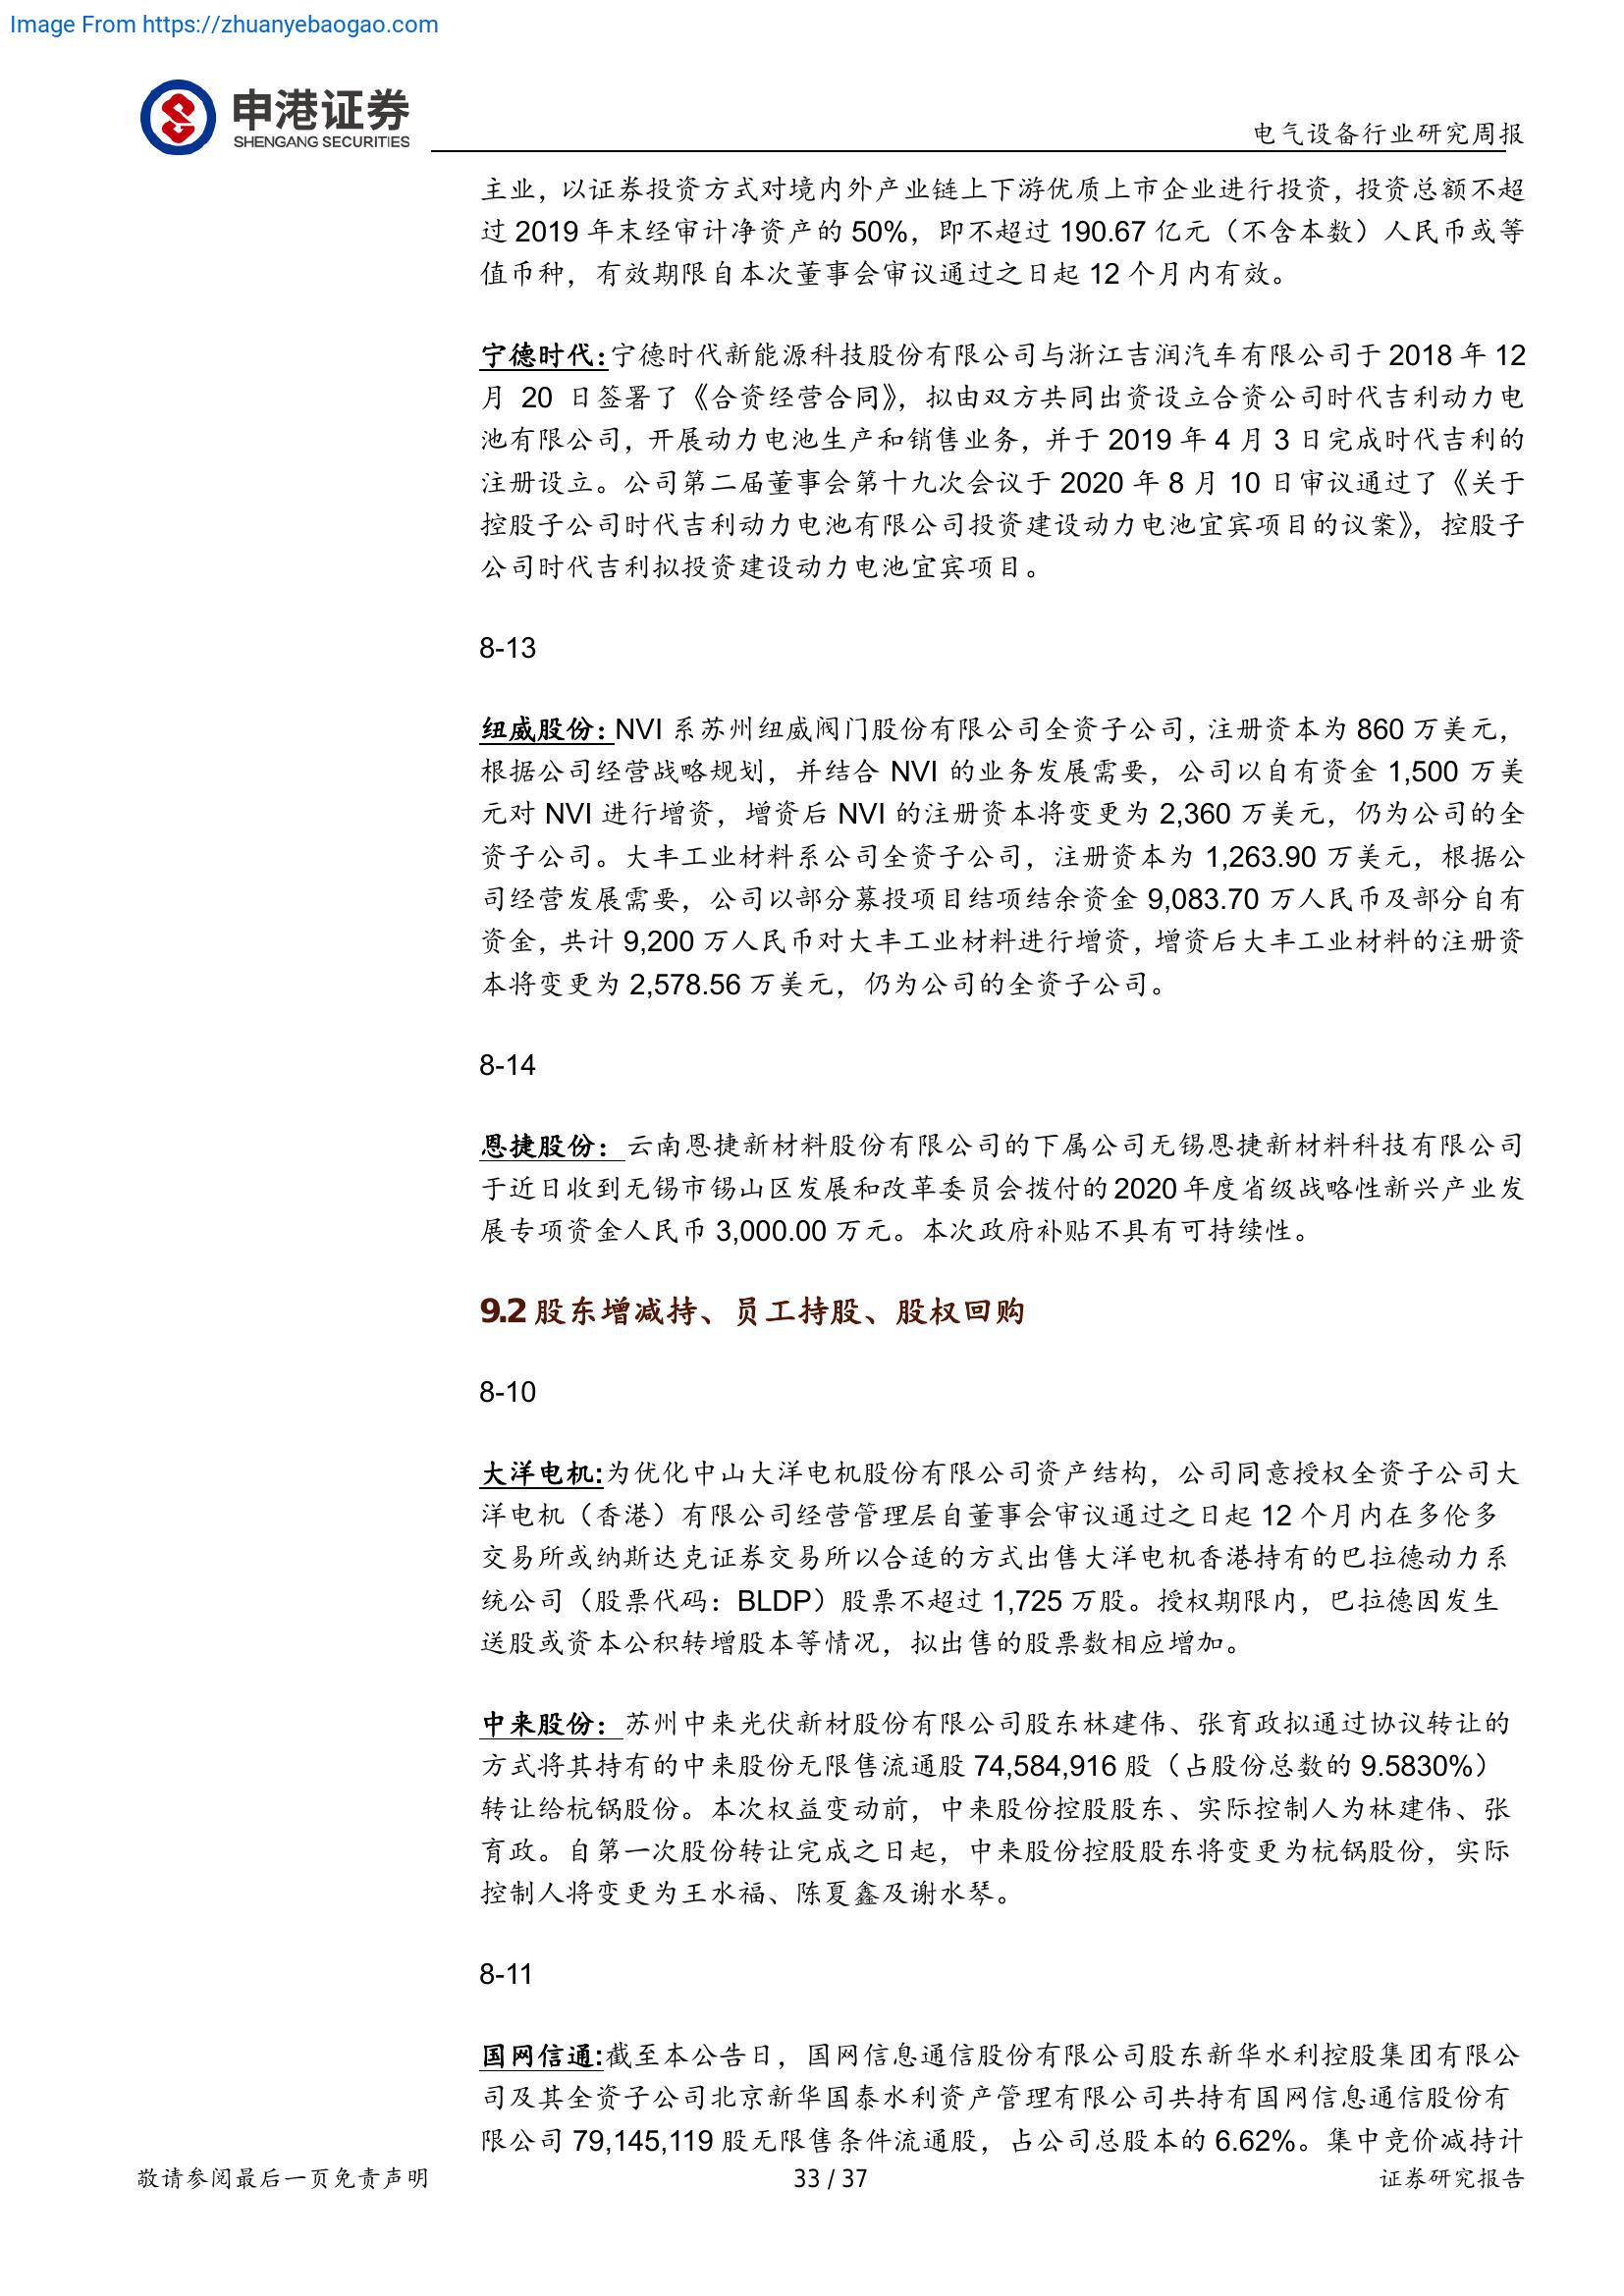 Image From https://zhuanyebaogao.com
申港证券
SHENGANG SECURITIES
电气设备行业研究周报
主业，以证券投资方式对境内外产业链上下游优质上市企业进行投资，投资总额不超
过 2019 年末经审计净资产的 50%，即不超过 190.67 亿元（不含本数）人民币或等
值币种，有效期限自本次董事会审议通过之日起 12 个月内有效。
宁德时代:宁德时代新能源科技股份有限公司与浙江吉润汽车有限公司于 2018 年 12
月 20 日签署了《合资经营合同》，拟由双方共同出资设立合资公司时代吉利动力电
池有限公司，开展动力电池生产和销售业务，并于 2019 年 4 月 3 日完成时代吉利的
注册设立。公司第二届董事会第十九次会议于 2020 年 8 月 10 日审议通过了《关于
控股子公司时代吉利动力电池有限公司投资建设动力电池宜宾项目的议案》，控股子
公司时代吉利拟投资建设动力电池宜宾项目。
8-13
纽威股份：NVI 系苏州纽威阀门股份有限公司全资子公司，注册资本为 860 万美元，
根据公司经营战略规划，并结合 NVI 的业务发展需要，公司以自有资金 1,500 万美
元对 NVI 进行增资，增资后 NVI 的注册资本将变更为 2,360 万美元，仍为公司的全
资子公司。大丰工业材料系公司全资子公司，注册资本为 1,263.90 万美元，根据公
司经营发展需要，公司以部分募投项目结项结余资金 9,083.70 万人民币及部分自有
资金，共计 9,200 万人民币对大丰工业材料进行增资，增资后大丰工业材料的注册资
本将变更为 2,578.56 万美元，仍为公司的全资子公司。
8-14
恩捷股份：云南恩捷新材料股份有限公司的下属公司无锡恩捷新材料科技有限公司
于近日收到无锡市锡山区发展和改革委员会拨付的 2020 年度省级战略性新兴产业发
展专项资金人民币 3,000.00 万元。本次政府补贴不具有可持续性。
9.2 股东增减持、员工持股、股权回购
8-10
大洋电机:为优化中山大洋电机股份有限公司资产结构，公司同意授权全资子公司大
洋电机（香港）有限公司经营管理层自董事会审议通过之日起 12 个月内在多伦多
交易所或纳斯达克证券交易所以合适的方式出售大洋电机香港持有的巴拉德动力系
统公司（股票代码：BLDP）股票不超过 1,725 万股。授权期限内，巴拉德因发生
送股或资本公积转增股本等情况，拟出售的股票数相应增加。
中来股份：苏州中来光伏新材股份有限公司股东林建伟、张育政拟通过协议转让的
方式将其持有的中来股份无限售流通股 74,584,916 股（占股份总数的 9.5830%）
转让给杭锅股份。本次权益变动前，中来股份控股股东、实际控制人为林建伟、张
育政。自第一次股份转让完成之日起，中来股份控股股东将变更为杭锅股份，实际
控制人将变更为王水福、陈夏鑫及谢水琴。
8-11
国网信通:截至本公告日，国网信息通信股份有限公司股东新华水利控股集团有限公
司及其全资子公司北京新华国泰水利资产管理有限公司共持有国网信息通信股份有
限公司 79,145,119 股无限售条件流通股，占公司总股本的 6.62%。集中竞价减持计
敬请参阅最后一页免责声明
33 / 37
证券研究报告